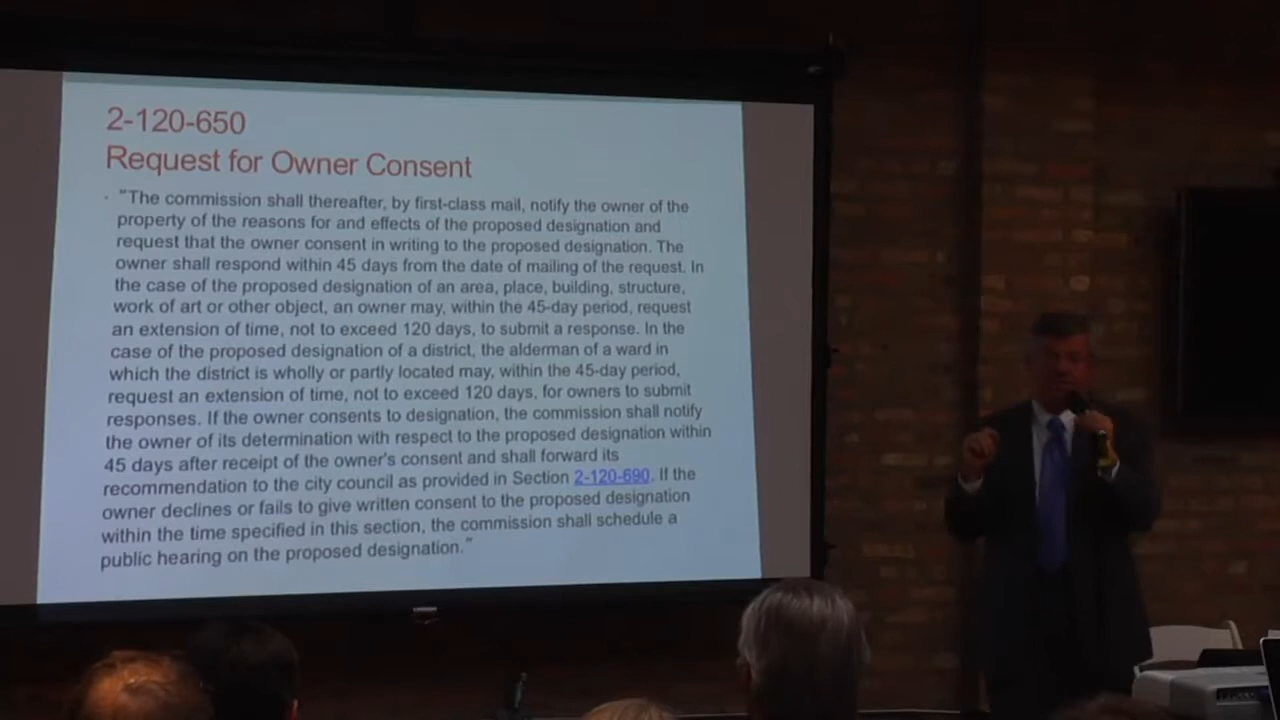 2-120-650
Request for Owner Consent
• "The commission shall thereafter, by first-class mail, notify the owner of the
property of the reasons for and effects of the proposed designation and
request that the owner consent in writing to the proposed designation. The
owner shall respond within 45 days from the date of mailing of the request. In
the case of the proposed designation of an area, place, building, structure,
work of art or other object, an owner may, within the 45-day period, request
an extension of time, not to exceed 120 days, to submit a response. In the
case of the proposed designation of a district, the alderman of a ward in
which the district is wholly or partly located may, within the 45-day period,
request an extension of time, not to exceed 120 days, for owners to submit
responses. If the owner consents to designation, the commission shall notify
the owner of its determination with respect to the proposed designation within
45 days after receipt of the owner's consent and shall forward its
recommendation to the city council as provided in Section 2-120-690. If the
owner declines or fails to give written consent to the proposed designation
within the time specified in this section, the commission shall schedule a
public hearing on the proposed designation."